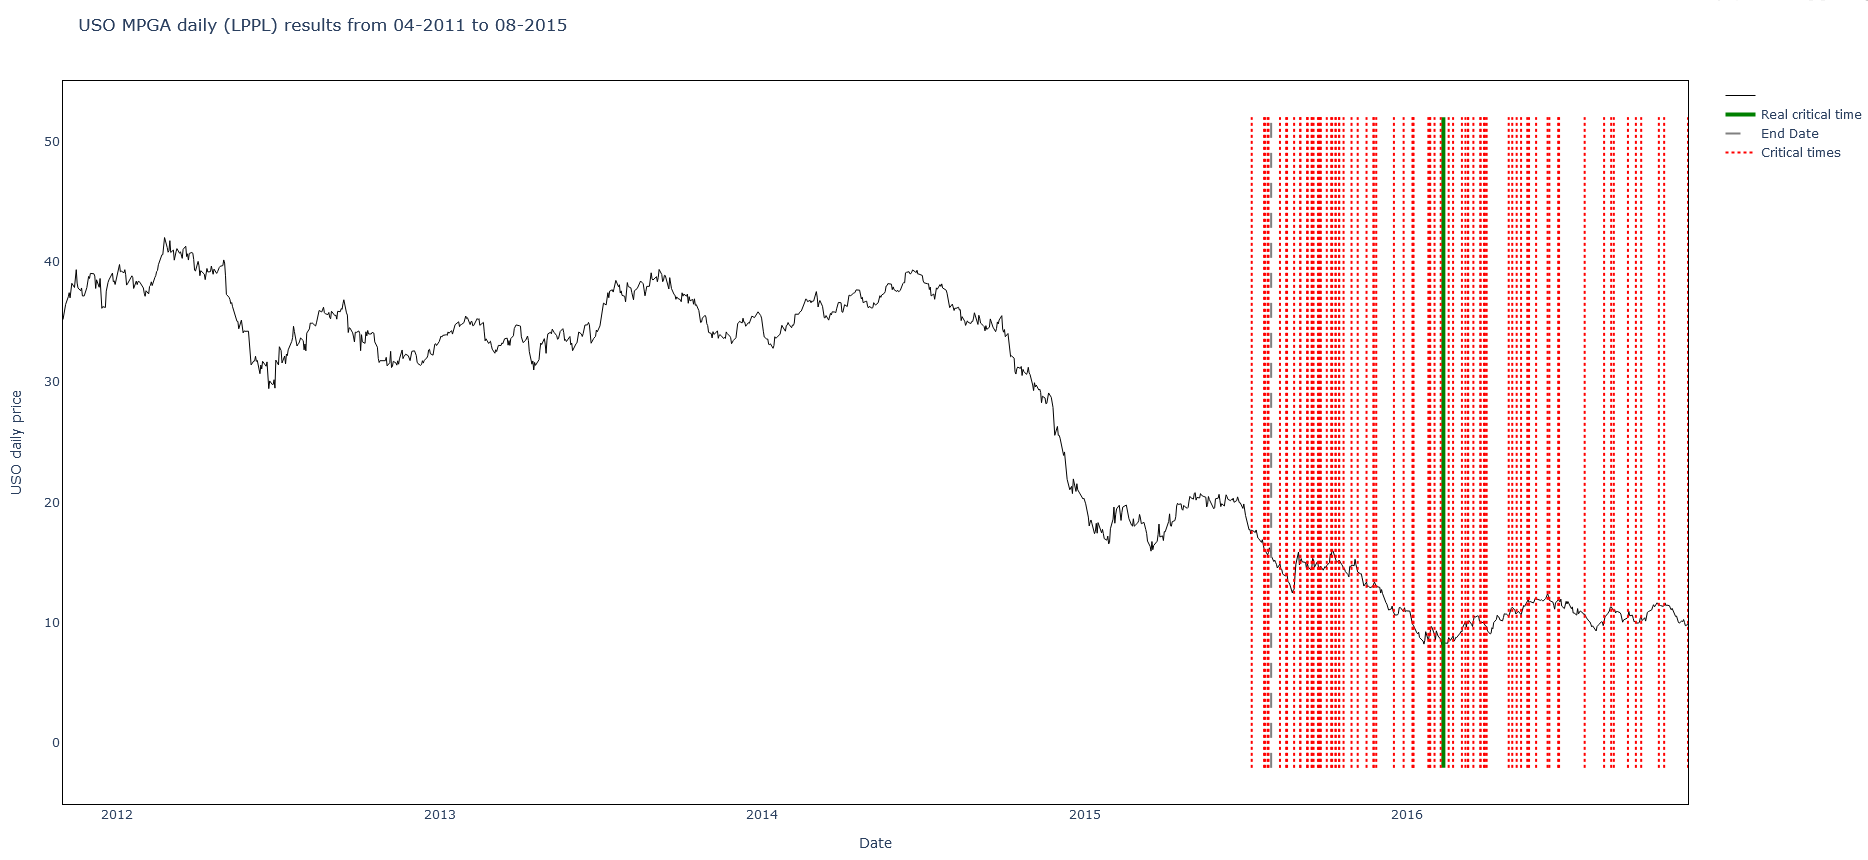 USO MPGA daily (LPPL) results from 04-2011 to 08-2015
Real critical time
End Date
Critical times
50
40
30
20
10
0
USO daily price
2012
2013
2014
2015
2016
Date